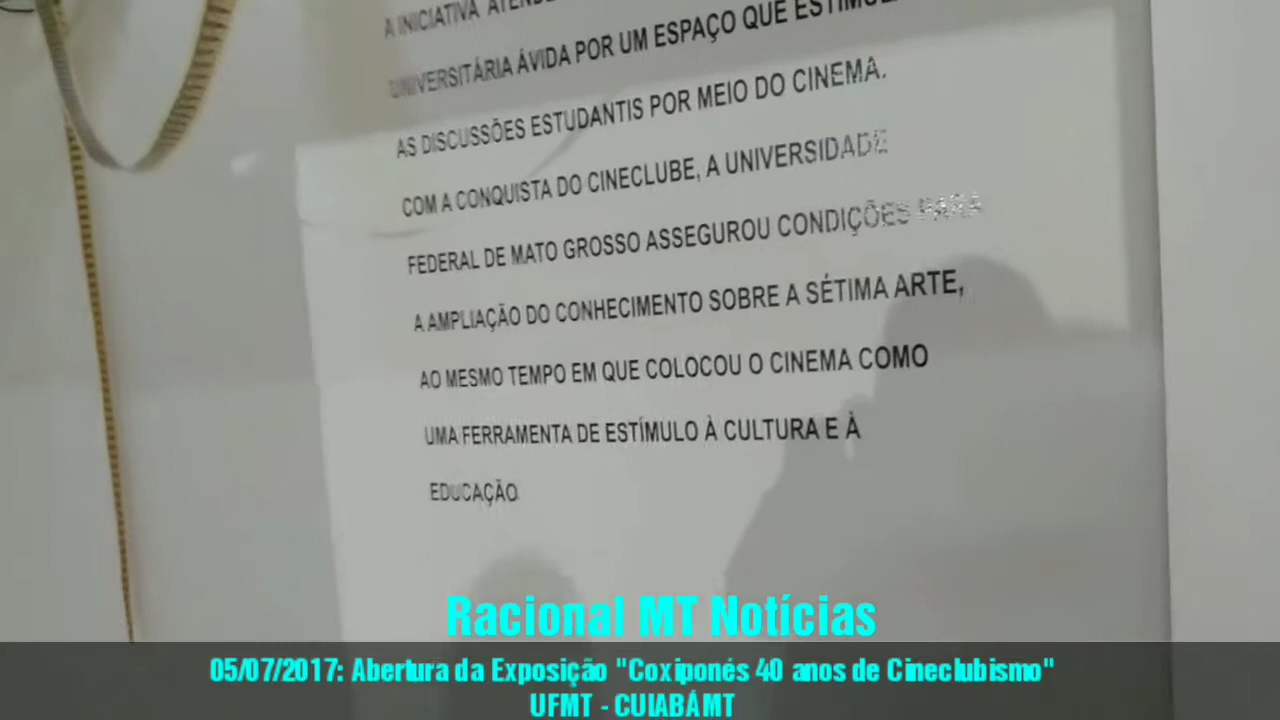 A INICIATIVA
UNIVERSITÁRIA ÁVIDA POR UM ESPAÇO QUE
AS DISCUSSÕES ESTUDANTIS POR MEIO DO CINEMA.
COM A CONQUISTA DO CINECLUBE, A UNIVERSIDADE
FEDERAL DE MATO GROSSO ASSEGUROU CONDIÇÕES PARA
A AMPLIAÇÃO DO CONHECIMENTO SOBRE A SÉTIMA ARTE,
AO MESMO TEMPO EM QUE COLOCOU O CINEMA COMO
UMA FERRAMENTA DE ESTÍMULO À CULTURA E À
EDUCAÇÃO
Racional MT Notícias
05/07/2017: Abertura da Exposição "Coxiponés 40 anos de Cineclubismo"
UFMT - CUIABÁMT